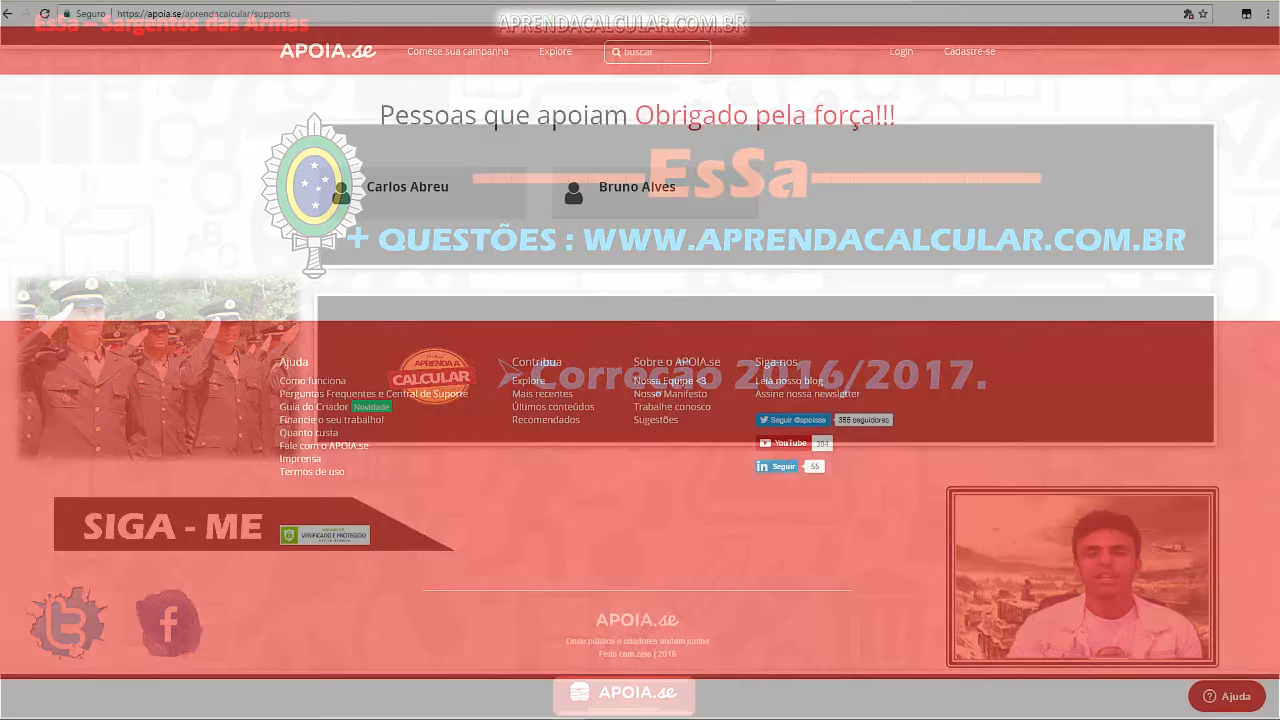 Seguro https://apoia.se/aprendacalcular/supports
EsSa – Sargentos das Armas
APRENDACALCULAR.COM.BR
APOIA.se
Comece sua campanha
Explore
buscar
Login
Cadastre-se
Pessoas que apoiam Obrigado pela força!!!
EsSa
Carlos Abreu
Bruno Alves
+ QUESTÕES : WWW.APRENDACALCULAR.COM.BR
APRENDA A
CALCULAR
Correção 2016/2017.
Ajuda
Como funciona
Perguntas Frequentes e Central de Suporte
Guia do Criador Novidade
Financie o seu trabalho!
Quanto custa
Fale com o APOIA.se
Imprensa
Termos de uso
Contribua
Explore
Mais recentes
Últimos conteúdos
Recomendados
Sobre o APOIA.se
Nossa Equipe <3
Nosso Manifesto
Trabalhe conosco
Sugestões
Siga-nos
Leia nosso blog
Assine nossa newsletter
Seguir @apoiase 355 seguidores
YouTube 304
in Seguir 55
SIGA - ME
VERIFICADO E PROTEGIDO
APOIA.se
Onde público e criadores andam juntos
Feito com zelo | 2016
APOIA.se
Ajuda